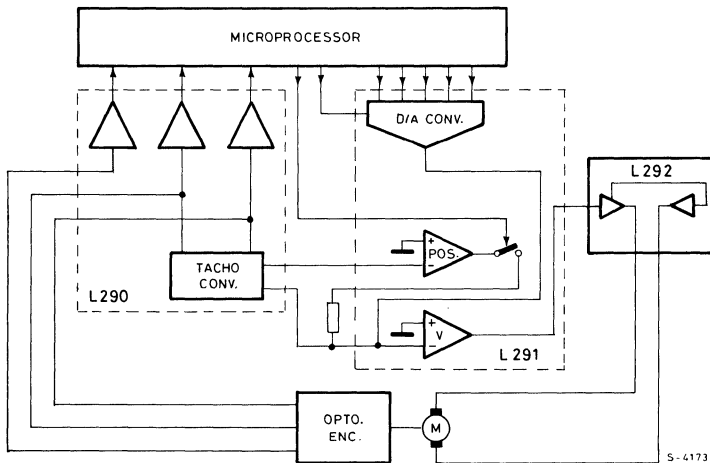 MICROPROCESSOR
D/A CONV.
L292
+
POS.
-
TACHO
CONV.
L290
+
V
-
L291
OPTO.
ENC.
M
S-4173